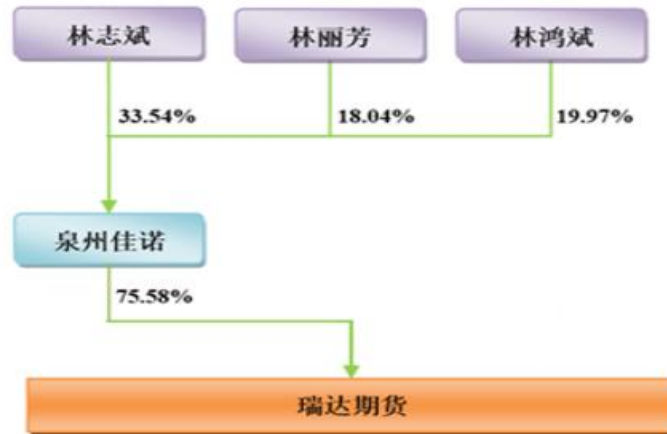 林志斌
林丽芳
林鸿斌
33.54%
18.04%
19.97%
泉州佳诺
75.58%
瑞达期货